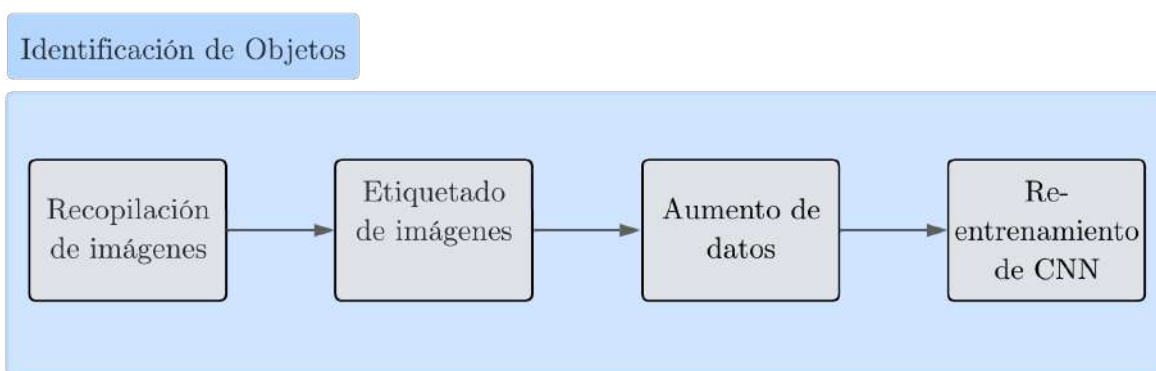 Identificación de Objetos
Recopilación
de imágenes
Etiquetado
de imágenes
Aumento de
datos
Re-
entrenamiento
de CNN